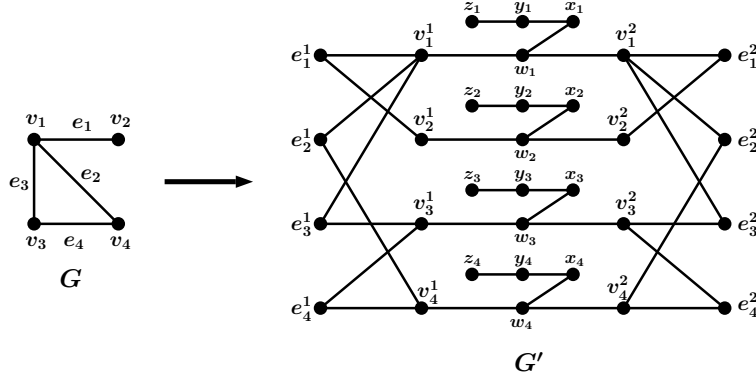 v₁ e₁ v₂
e₃ e₂
v₃ e₄ v₄
G
z₁ y₁ x₁
e₁¹ v₁¹ w₁ v₁² e₁²
z₂ y₂ x₂
e₂¹ v₂¹ w₂ v₂² e₂²
z₃ y₃ x₃
e₃¹ v₃¹ w₃ v₃² e₃²
z₄ y₄ x₄
e₄¹ v₄¹ w₄ v₄² e₄²
G′